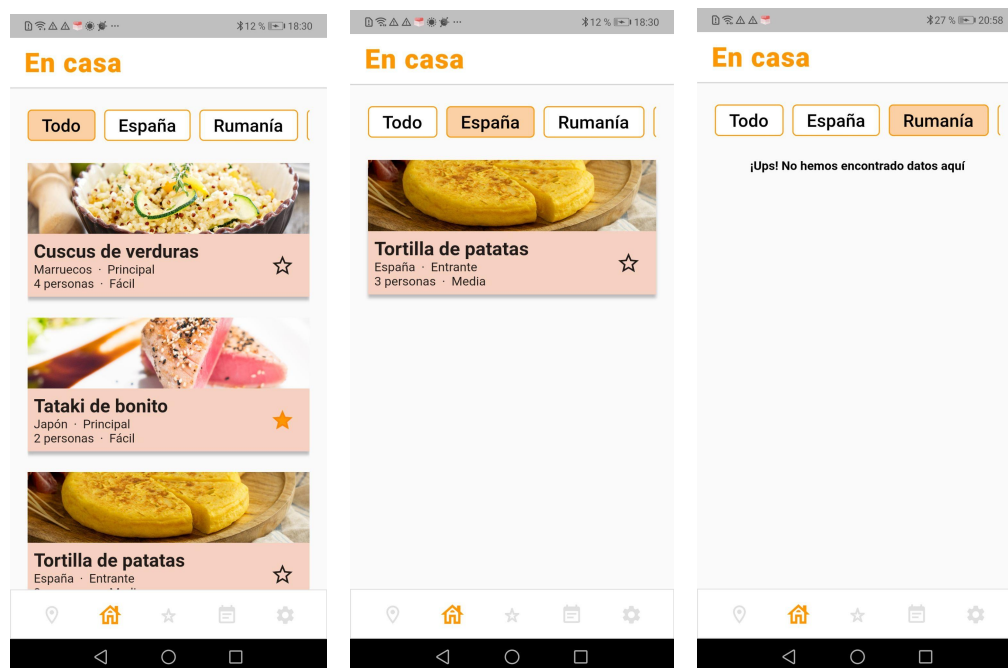 12 % 18:30
En casa
Todo España Rumanía
Cuscus de verduras
Marruecos · Principal
4 personas · Fácil
Tataki de bonito
Japón · Principal
2 personas · Fácil
Tortilla de patatas
España · Entrante
12 % 18:30
En casa
Todo España Rumanía
Tortilla de patatas
España · Entrante
3 personas · Media
27 % 20:58
En casa
Todo España Rumanía
¡Ups! No hemos encontrado datos aquí